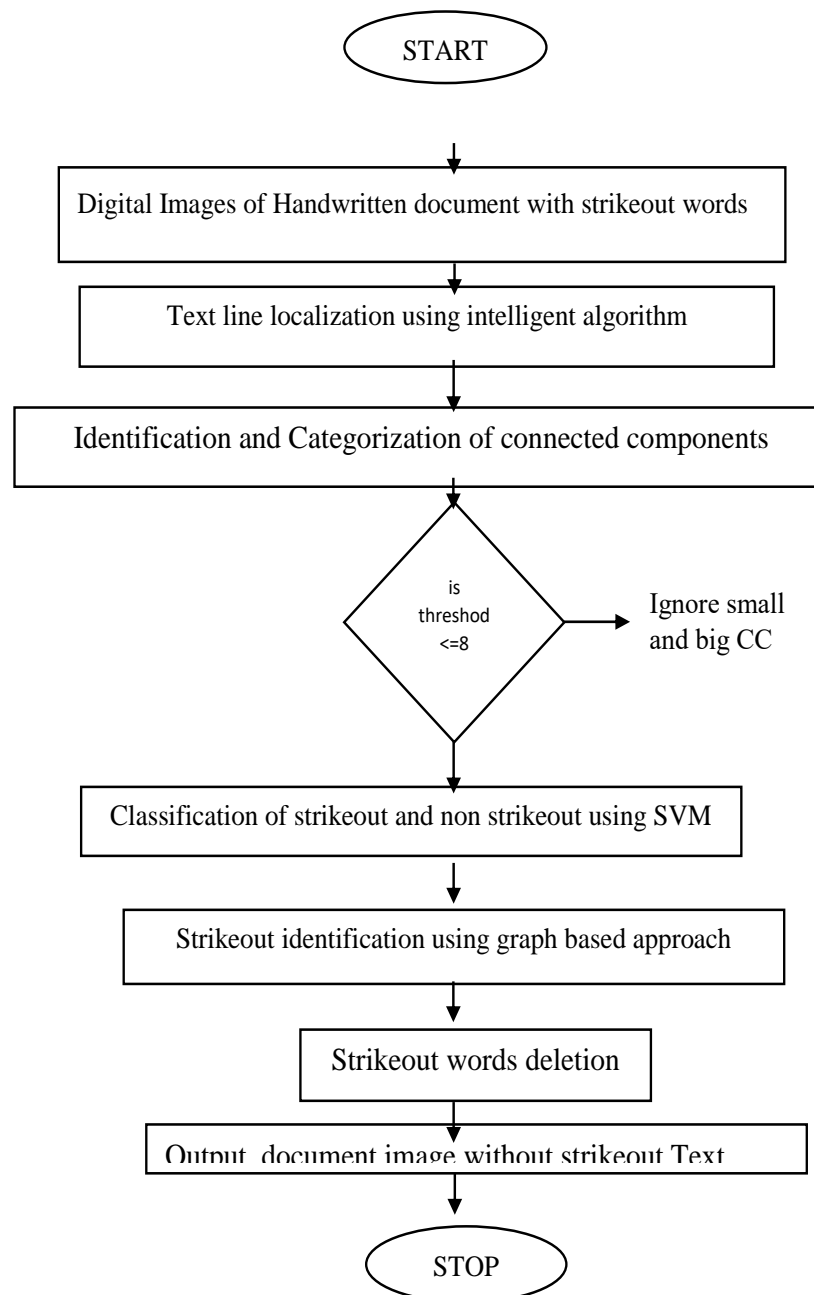 START
Digital Images of Handwritten document with strikeout words
Text line localization using intelligent algorithm
Identification and Categorization of connected components
is
threshod
<=8
Ignore small
and big CC
Classification of strikeout and non strikeout using SVM
Strikeout identification using graph based approach
Strikeout words deletion
Output document image without strikeout Text
STOP